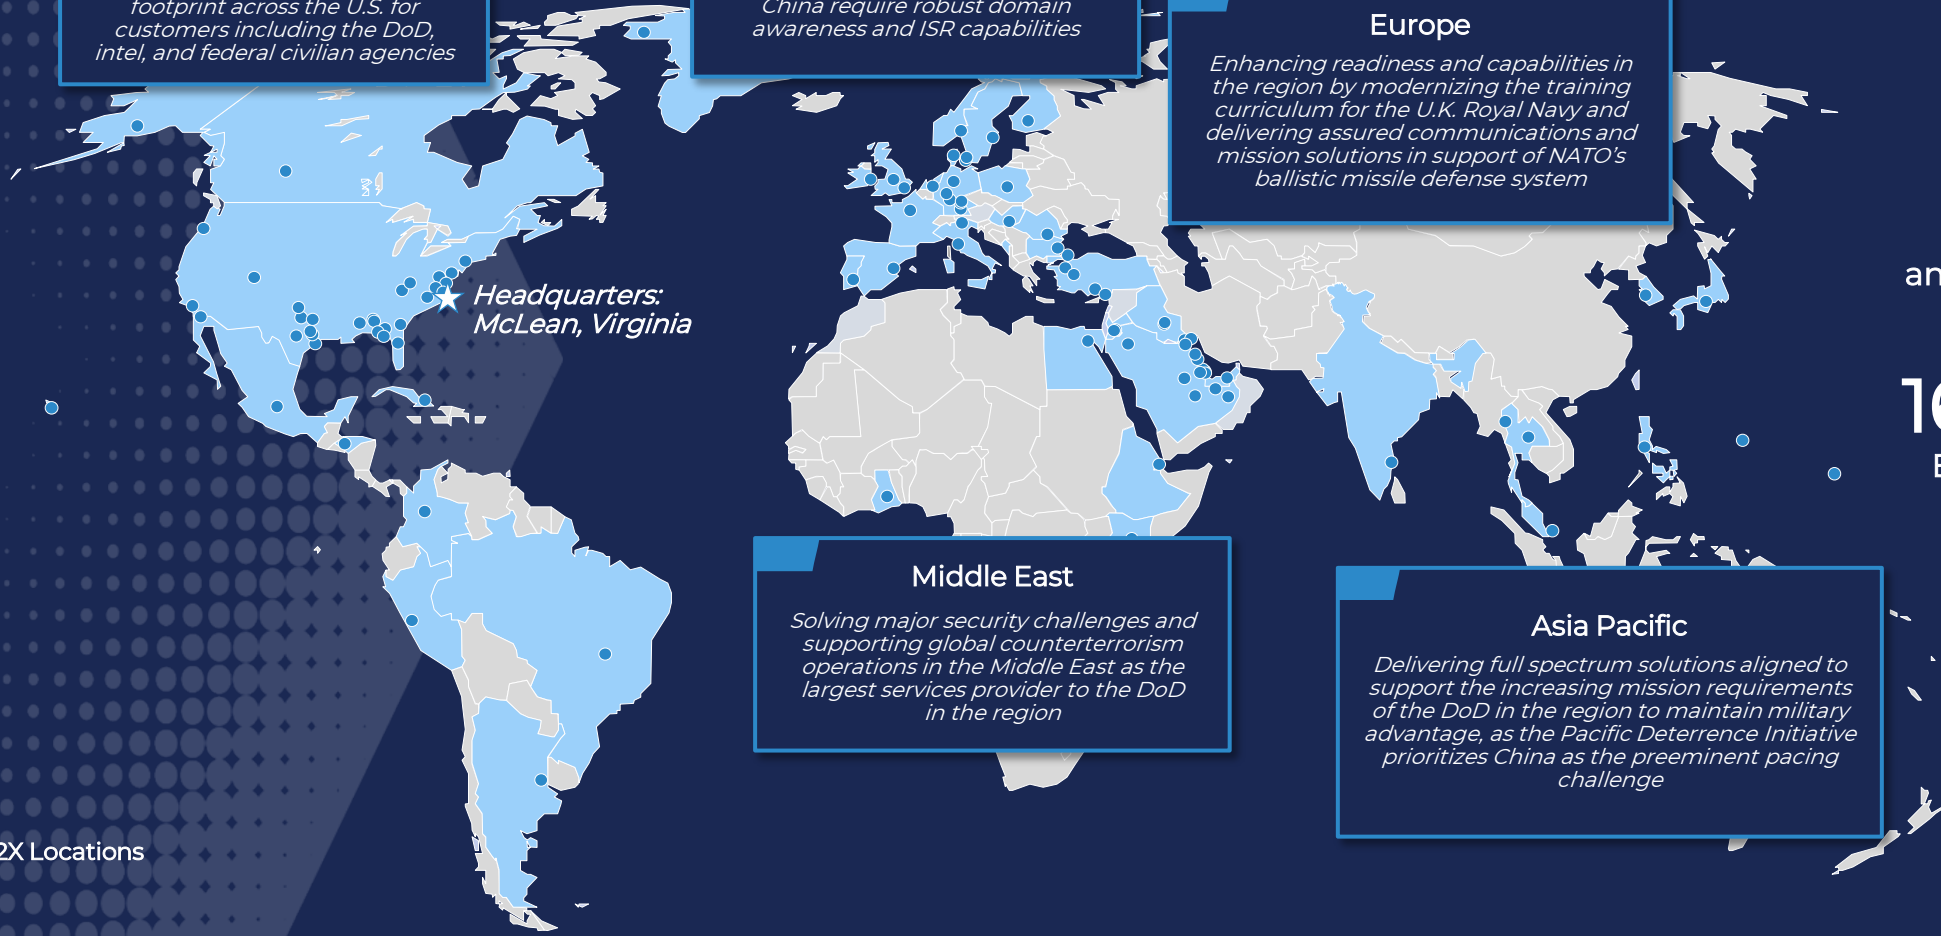 footprint across the U.S. for
customers including the DoD,
intel, and federal civilian agencies
China require robust domain
awareness and ISR capabilities
Europe
Enhancing readiness and capabilities in
the region by modernizing the training
curriculum for the U.K. Royal Navy and
delivering assured communications and
mission solutions in support of NATO’s
ballistic missile defense system
Headquarters:
McLean, Virginia
an
Middle East
Solving major security challenges and
supporting global counterterrorism
operations in the Middle East as the
largest services provider to the DoD
in the region
Asia Pacific
Delivering full spectrum solutions aligned to
support the increasing mission requirements
of the DoD in the region to maintain military
advantage, as the Pacific Deterrence Initiative
prioritizes China as the preeminent pacing
challenge
2X Locations